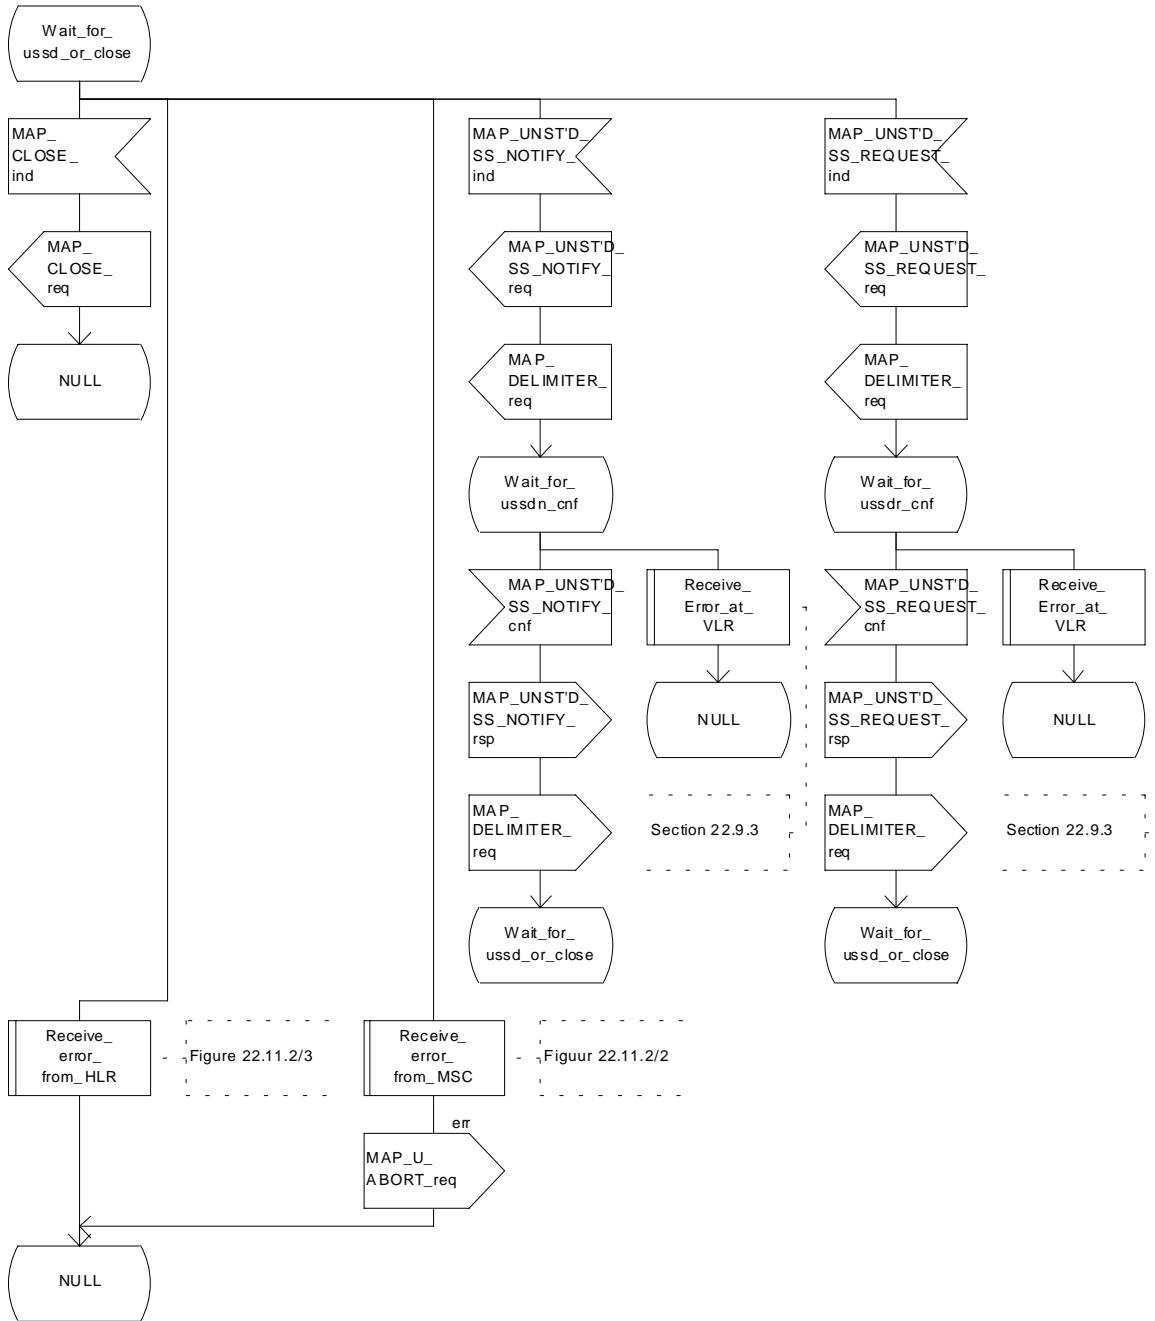 Wait_for_
ussd_or_close
MAP_
CLOSE_
ind
MAP_UNST'D_
SS_NOTIFY_
ind
MAP_UNST'D_
SS_REQUEST_
ind
MAP_
CLOSE_
req
MAP_UNST'D_
SS_NOTIFY_
req
MAP_UNST'D_
SS_REQUEST_
req
NULL
MAP_
DELIMITER_
req
MAP_
DELIMITER_
req
Wait_for_
ussdn_cnf
Wait_for_
ussdr_cnf
MAP_UNST'D_
SS_NOTIFY_
cnf
Receive_
Error_at_
VLR
MAP_UNST'D_
SS_REQUEST_
cnf
Receive_
Error_at_
VLR
MAP_UNST'D_
SS_NOTIFY_
rsp
NULL
MAP_UNST'D_
SS_REQUEST_
rsp
NULL
MAP_
DELIMITER_
req
Section 22.9.3
MAP_
DELIMITER_
req
Section 22.9.3
Wait_for_
ussd_or_close
Wait_for_
ussd_or_close
Receive_
error_
from_HLR
Figure 22.11.2/3
Receive_
error_
from_MSC
Figuur 22.11.2/2
err
MAP_U_
ABORT_req
NULL